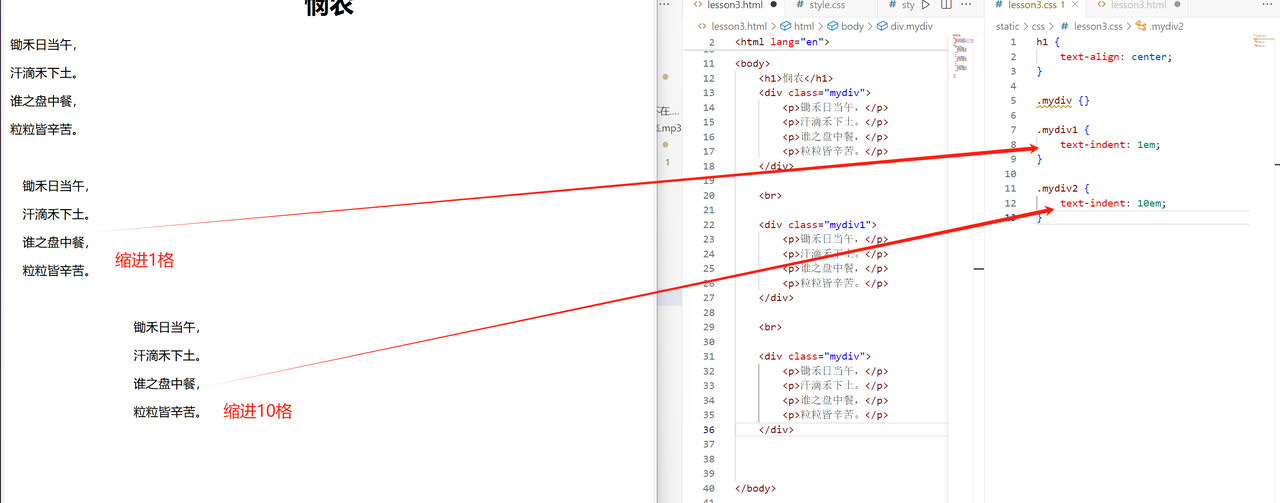 悯农
锄禾日当午，
汗滴禾下土。
谁之盘中餐，
粒粒皆辛苦。
锄禾日当午，
汗滴禾下土。
谁之盘中餐，
粒粒皆辛苦。
缩进1格
锄禾日当午，
汗滴禾下土。
谁之盘中餐，
粒粒皆辛苦。
缩进10格
.mp3
1
lesson3.html
style.css
sty
lesson3.html > html > body > div.mydiv
2 <html lang="en">
11 <body>
12 <h1>悯农</h1>
13 <div class="mydiv">
14 <p>锄禾日当午，</p>
15 <p>汗滴禾下土。</p>
16 <p>谁之盘中餐，</p>
17 <p>粒粒皆辛苦。</p>
18 </div>
19
20 <br>
21
22 <div class="mydiv1">
23 <p>锄禾日当午，</p>
24 <p>汗滴禾下土。</p>
25 <p>谁之盘中餐，</p>
26 <p>粒粒皆辛苦。</p>
27 </div>
28
29 <br>
30
31 <div class="mydiv">
32 <p>锄禾日当午，</p>
33 <p>汗滴禾下土。</p>
34 <p>谁之盘中餐，</p>
35 <p>粒粒皆辛苦。</p>
36 </div>
37
38
39
40 </body>
lesson3.css 1
lesson3.html
static > css > lesson3.css > .mydiv2
1 h1 {
2 text-align: center;
3 }
4
5 .mydiv {}
6
7 .mydiv1 {
8 text-indent: 1em;
9 }
10
11 .mydiv2 {
12 text-indent: 10em;
13 }